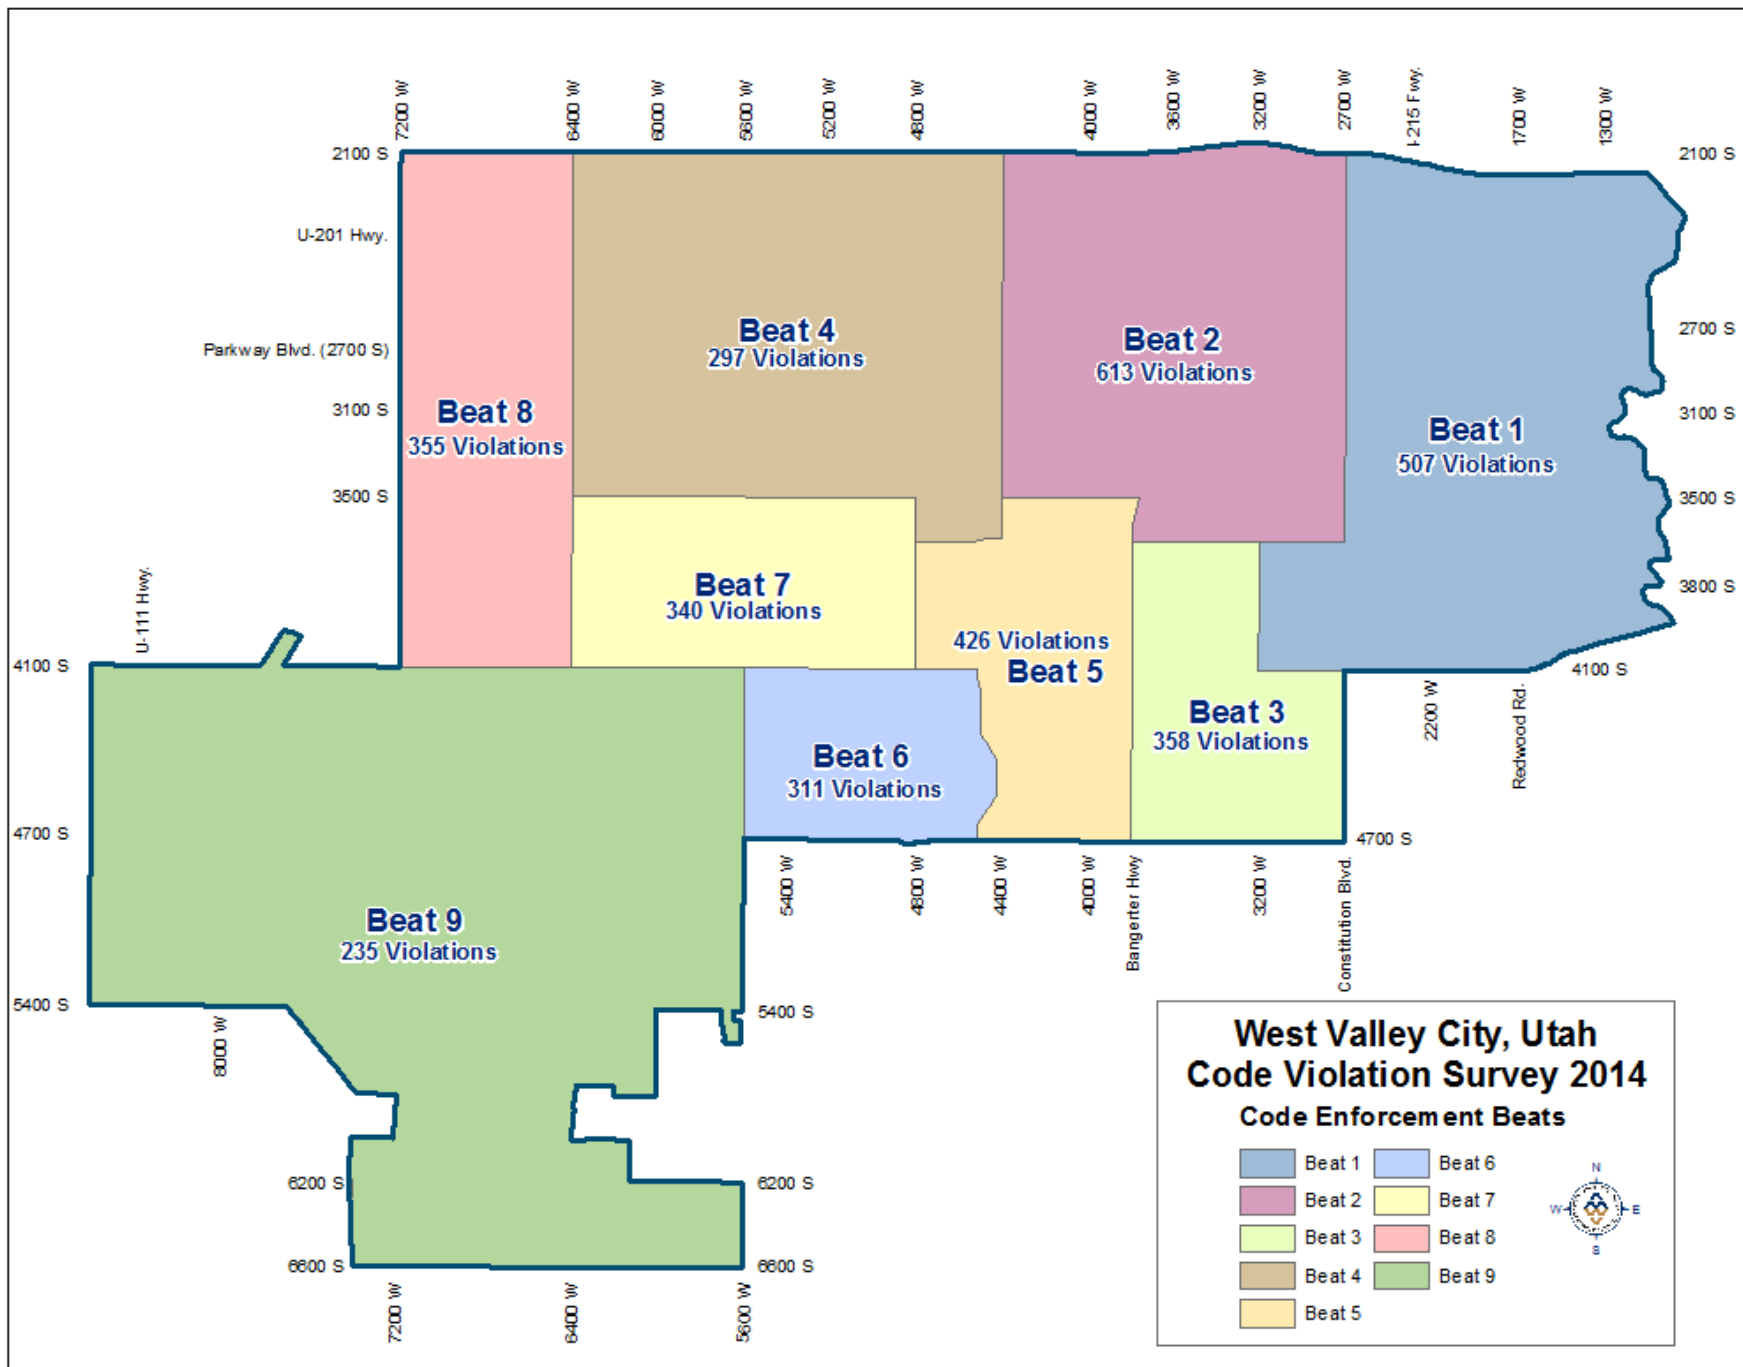 7200 W
6400 W
6000 W
5600 W
5200 W
4800 W
4000 W
3600 W
3200 W
2700 W
I-215 Fwy.
1700 W
1300 W
2100 S
2100 S
U-201 Hwy.
Parkway Blvd. (2700 S)
2700 S
3100 S
3100 S
3500 S
3500 S
3800 S
U-111 Hwy.
4100 S
4100 S
Beat 4
297 Violations
Beat 2
613 Violations
Beat 8
355 Violations
Beat 1
507 Violations
Beat 7
340 Violations
426 Violations
Beat 5
Beat 3
358 Violations
Beat 6
311 Violations
2200 W
Redwood Rd.
4700 S
4700 S
5400 W
4800 W
4400 W
4000 W
Bangerter Hwy
3200 W
Constitution Blvd.
Beat 9
235 Violations
5400 S
5400 S
8000 W
6200 S
6200 S
6600 S
6600 S
7200 W
6400 W
5600 W
West Valley City, Utah
Code Violation Survey 2014
Code Enforcement Beats
Beat 1
Beat 2
Beat 3
Beat 4
Beat 5
Beat 6
Beat 7
Beat 8
Beat 9
N
W
E
S